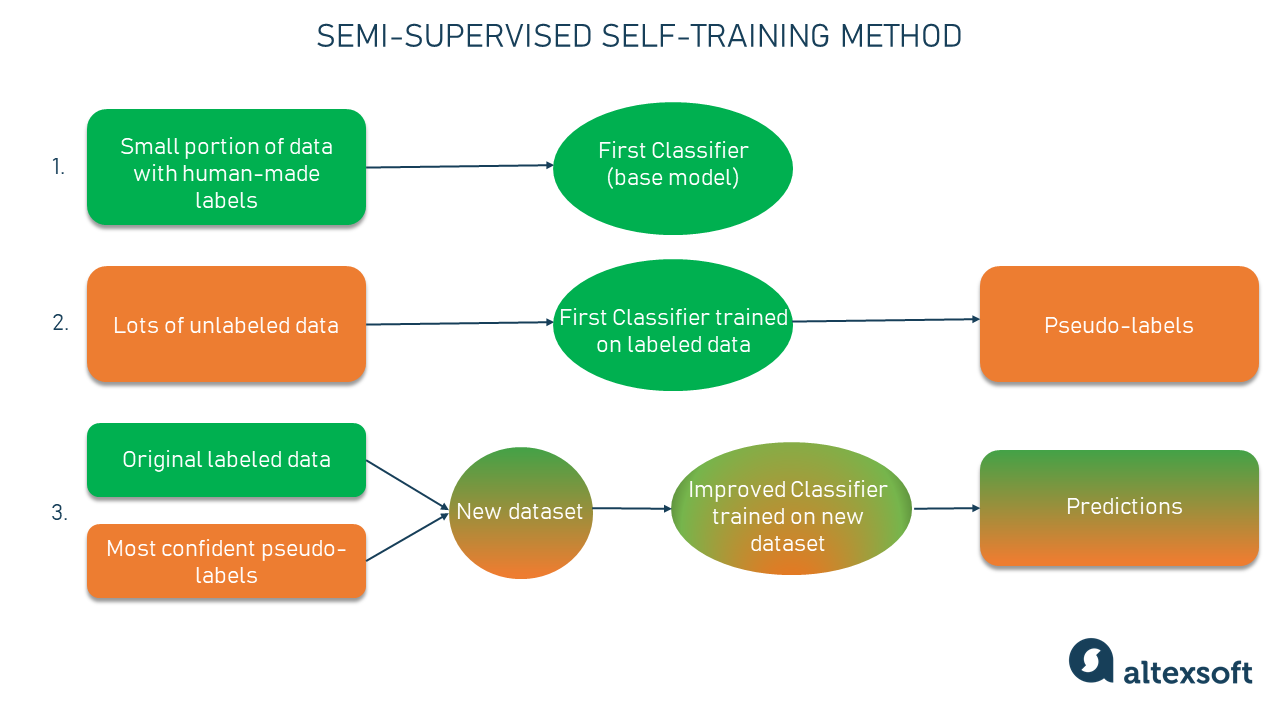 SEMI-SUPERVISED SELF-TRAINING METHOD
1.
Small portion of data
with human-made
labels
First Classifier
(base model)
2.
Lots of unlabeled data
First Classifier trained
on labeled data
Pseudo-labels
3.
Original labeled data
Most confident pseudo-
labels
New dataset
Improved Classifier
trained on new
dataset
Predictions
altexsoft